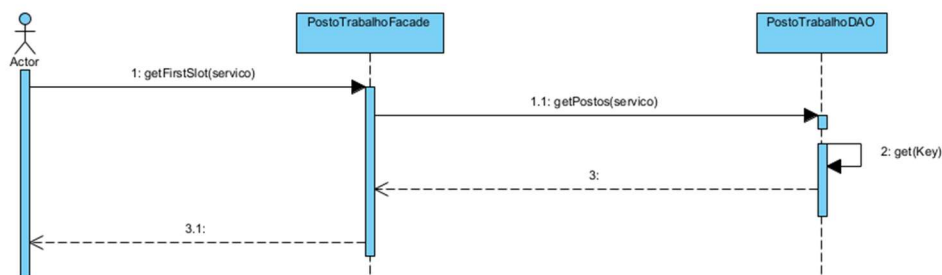 PostoTrabalhoFacade
PostoTrabalhoDAO
Actor
1: getFirstSlot(servico)
1.1: getPostos(servico)
2: get(Key)
3:
3.1: